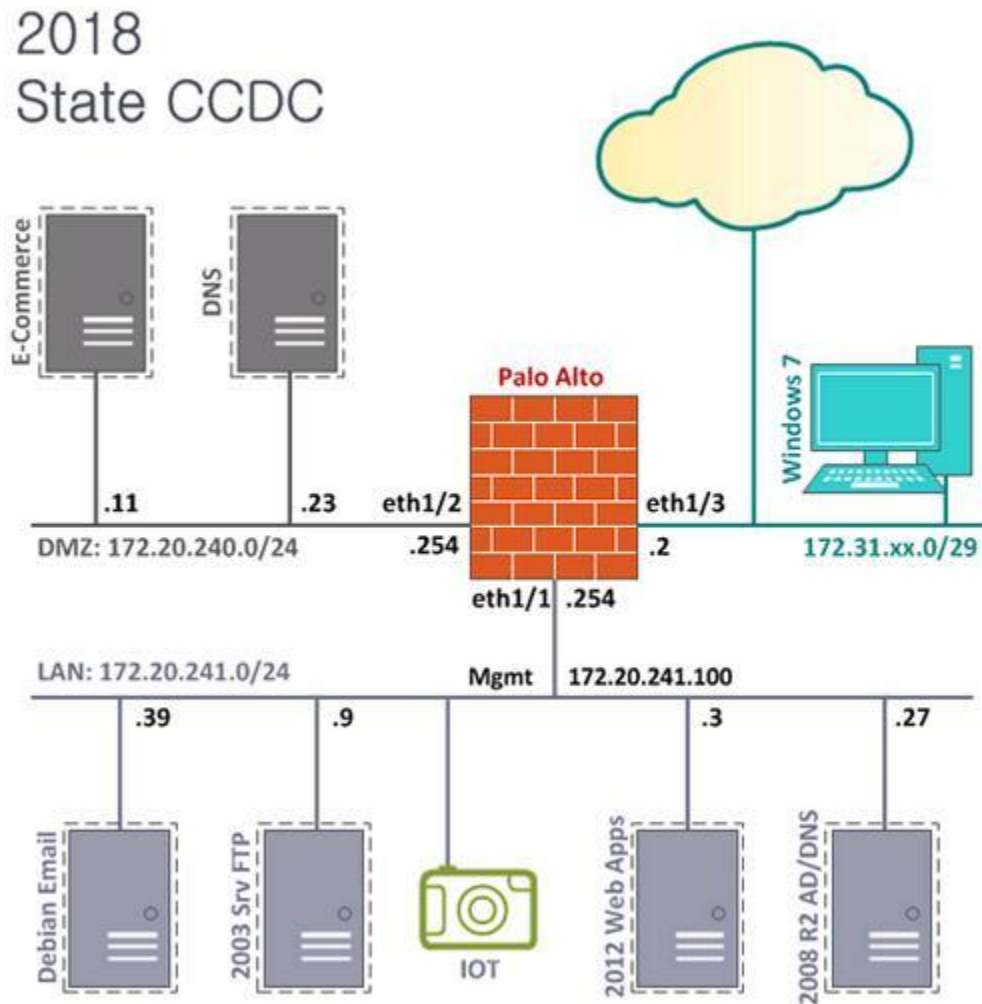 2018
State CCDC
E-Commerce
DNS
Palo Alto
Windows 7
.11
.23
eth1/2
eth1/3
DMZ: 172.20.240.0/24
.254
.2
172.31.xx.0/29
eth1/1
.254
LAN: 172.20.241.0/24
Mgmt
172.20.241.100
.39
.9
.3
.27
Debian Email
2003 Srv FTP
IOT
2012 Web Apps
2008 R2 AD/DNS